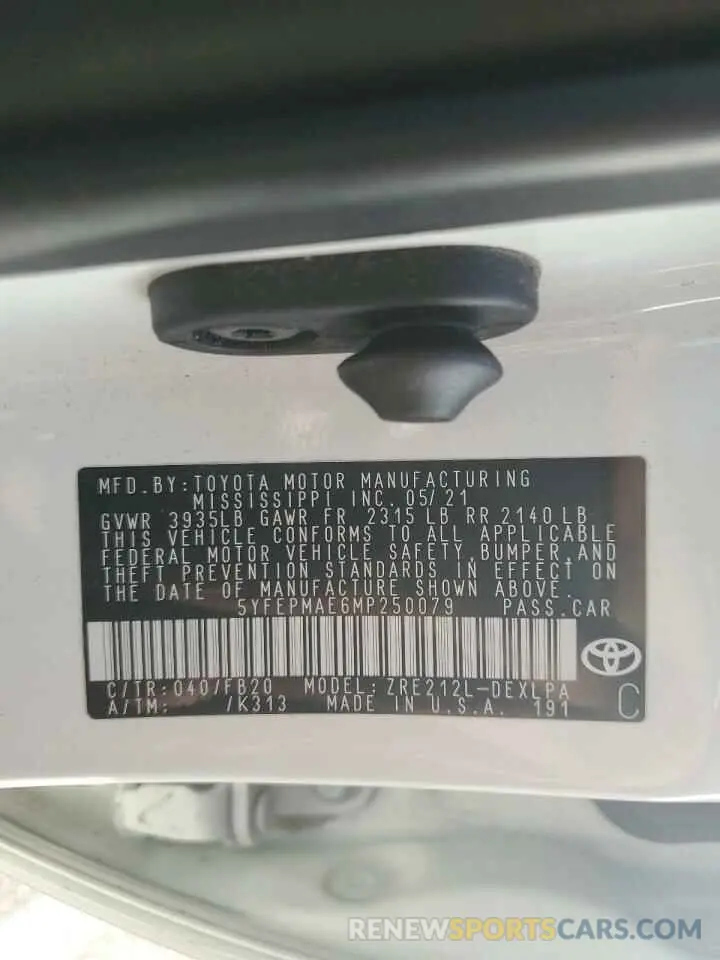 MFD.BY:TOYOTA MOTOR MANUFACTURING
MISSISSIPPI INC. 05/21
GVWR 3935LB GAWR FR 2315 LB RR 2140 LB
THIS VEHICLE CONFORMS TO ALL APPLICABLE
FEDERAL MOTOR VEHICLE SAFETY,BUMPER,AND
THEFT PREVENTION STANDARDS IN EFFECT ON
THE DATE OF MANUFACTURE SHOWN ABOVE.
5YFEPMAE6MP250079 PASS.CAR
C/TR:040/FB20 MODEL:ZRE212L-DEXLPA
A/TM: /K313 MADE IN U.S.A. 191 C
RENEWSPORTSCARS.COM